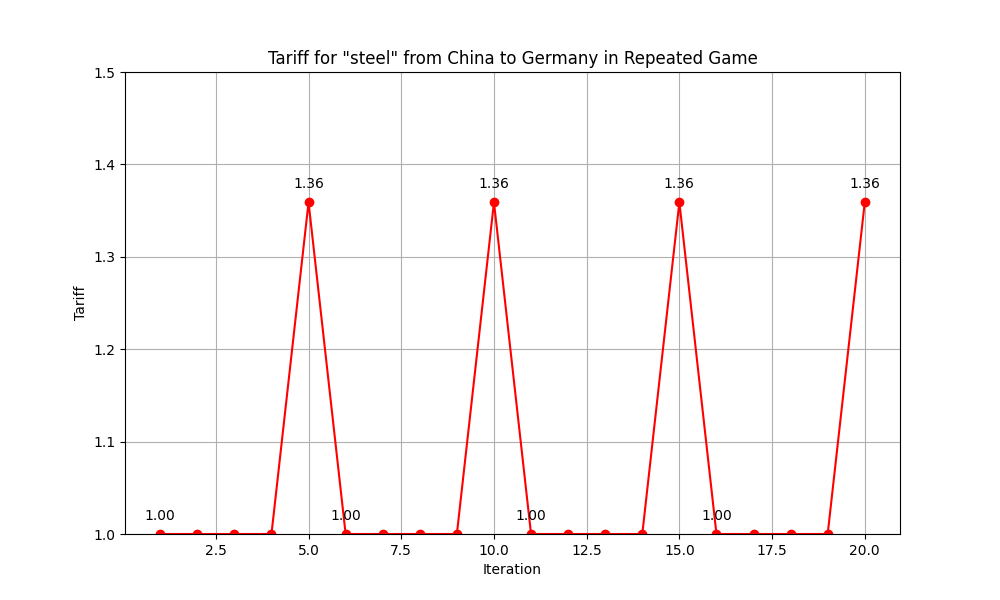 Tariff for "steel" from China to Germany in Repeated Game
1.5
1.4
1.36 1.36 1.36 1.36
1.3
Tariff
1.2
1.1
1.00 1.00 1.00 1.00
1.0
2.5 5.0 7.5 10.0 12.5 15.0 17.5 20.0
Iteration